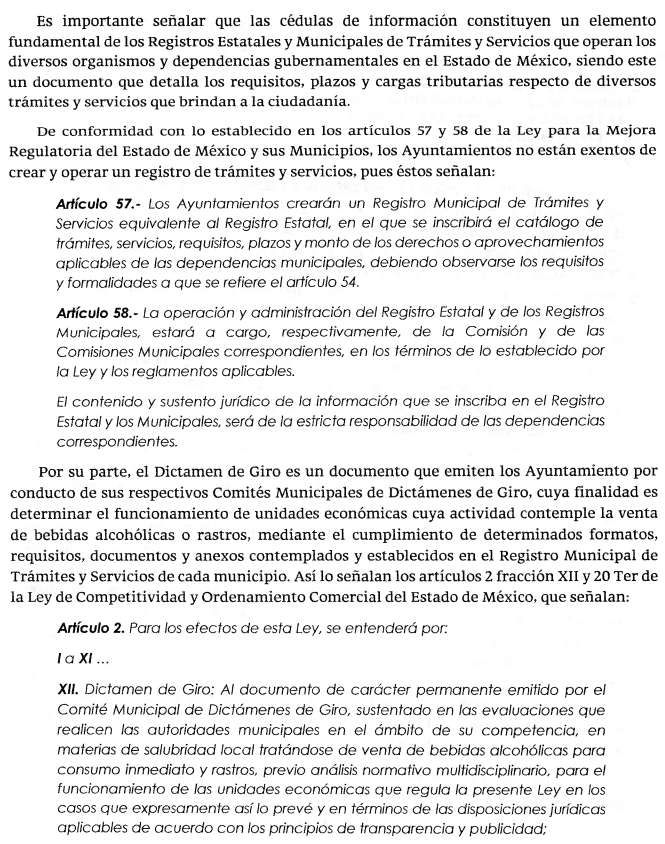 Es importante señalar que las cédulas de información constituyen un elemento
fundamental de los Registros Estatales y Municipales de Trámites y Servicios que operan los
diversos organismos y dependencias gubernamentales en el Estado de México, siendo este
un documento que detalla los requisitos, plazos y cargas tributarias respecto de diversos
trámites y servicios que brindan a la ciudadanía.
De conformidad con lo establecido en los artículos 57 y 58 de la Ley para la Mejora
Regulatoria del Estado de México y sus Municipios, los Ayuntamientos no están exentos de
crear y operar un registro de trámites y servicios, pues éstos señalan:
Artículo 57.- Los Ayuntamientos crearán un Registro Municipal de Trámites y
Servicios equivalente al Registro Estatal, en el que se inscribirá el catálogo de
trámites, servicios, requisitos, plazos y monto de los derechos o aprovechamientos
aplicables de las dependencias municipales, debiendo observarse los requisitos
y formalidades a que se refiere el artículo 54.
Artículo 58.- La operación y administración del Registro Estatal y de los Registros
Municipales, estará a cargo, respectivamente, de la Comisión y de las
Comisiones Municipales correspondientes, en los términos de lo establecido por
la Ley y los reglamentos aplicables.
El contenido y sustento jurídico de la información que se inscriba en el Registro
Estatal y los Municipales, será de la estricta responsabilidad de las dependencias
correspondientes.
Por su parte, el Dictamen de Giro es un documento que emiten los Ayuntamiento por
conducto de sus respectivos Comités Municipales de Dictámenes de Giro, cuya finalidad es
determinar el funcionamiento de unidades económicas cuya actividad contemple la venta
de bebidas alcohólicas o rastros, mediante el cumplimiento de determinados formatos,
requisitos, documentos y anexos contemplados y establecidos en el Registro Municipal de
Trámites y Servicios de cada municipio. Así lo señalan los artículos 2 fracción XII y 20 Ter de
la Ley de Competitividad y Ordenamiento Comercial del Estado de México, que señalan:
Artículo 2. Para los efectos de esta Ley, se entenderá por:
I a XI ...
XII. Dictamen de Giro: Al documento de carácter permanente emitido por el
Comité Municipal de Dictámenes de Giro, sustentado en las evaluaciones que
realicen las autoridades municipales en el ámbito de su competencia, en
materias de salubridad local tratándose de venta de bebidas alcohólicas para
consumo inmediato y rastros, previo análisis normativo multidisciplinario, para el
funcionamiento de las unidades económicas que regula la presente Ley en los
casos que expresamente así lo prevé y en términos de las disposiciones jurídicas
aplicables de acuerdo con los principios de transparencia y publicidad;